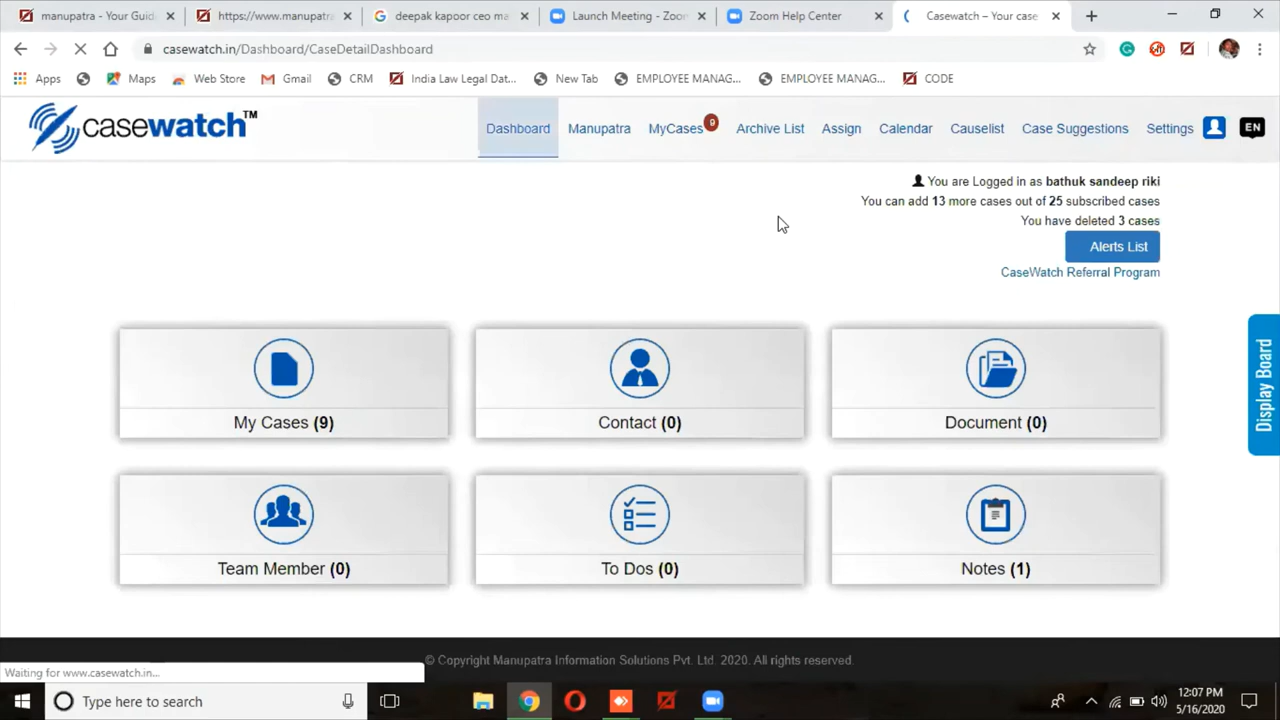 manupatra - Your Guid
https://www.manupatra
deepak kapoor ceo ma
Launch Meeting - Zoom
Zoom Help Center
Casewatch – Your case
casewatch.in/Dashboard/CaseDetailDashboard
Apps
Maps
Web Store
Gmail
CRM
India Law Legal Dat...
New Tab
EMPLOYEE MANAG...
EMPLOYEE MANAG...
CODE
casewatch™
Dashboard
Manupatra
MyCases 9
Archive List
Assign
Calendar
Causelist
Case Suggestions
Settings
EN
You are Logged in as bathuk sandeep riki
You can add 13 more cases out of 25 subscribed cases
You have deleted 3 cases
Alerts List
CaseWatch Referral Program
Display Board
My Cases (9)
Contact (0)
Document (0)
Team Member (0)
To Dos (0)
Notes (1)
© Copyright Manupatra Information Solutions Pvt. Ltd. 2020. All rights reserved.
Waiting for www.casewatch.in...
Type here to search
12:07 PM
5/16/2020